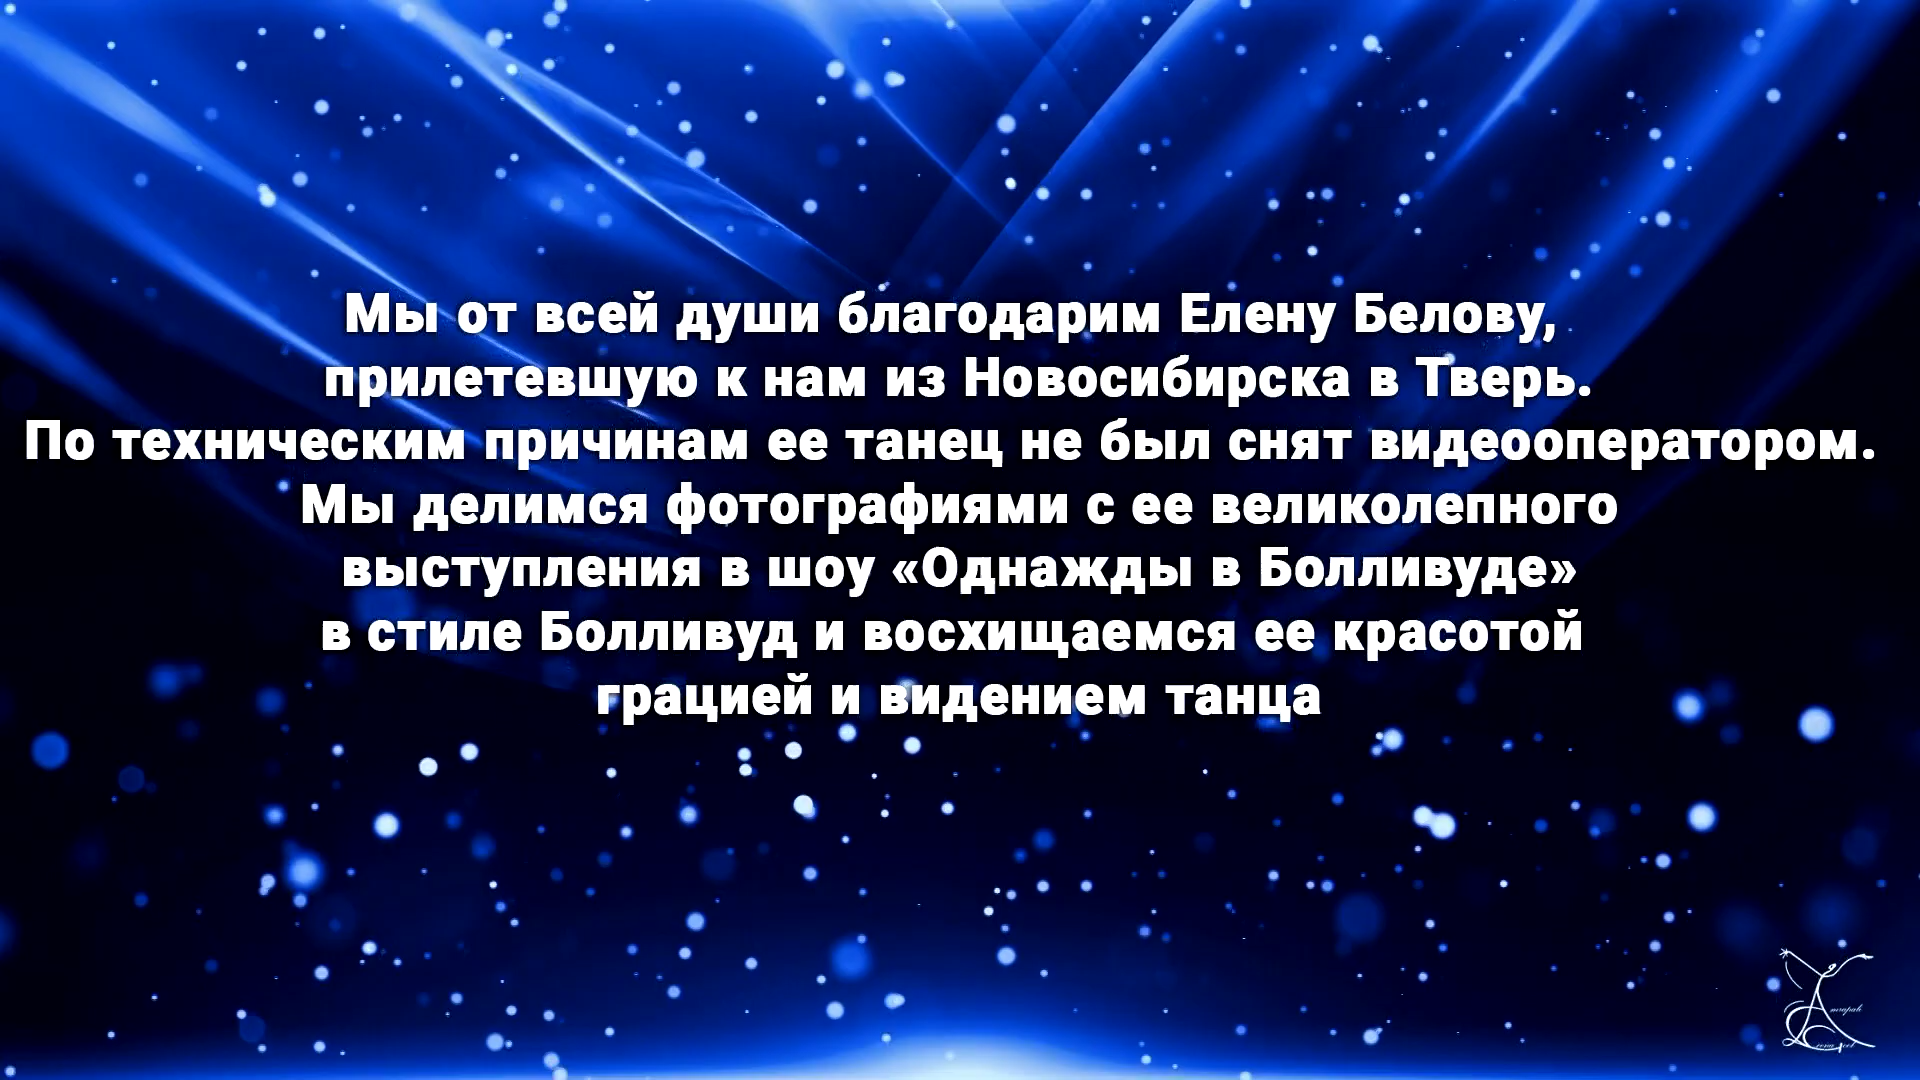 Мы от всей души благодарим Елену Белову,
прилетевшую к нам из Новосибирска в Тверь.
По техническим причинам ее танец не был снят видеооператором.
Мы делимся фотографиями с ее великолепного
выступления в шоу «Однажды в Болливуде»
в стиле Болливуд и восхищаемся ее красотой
грацией и видением танца